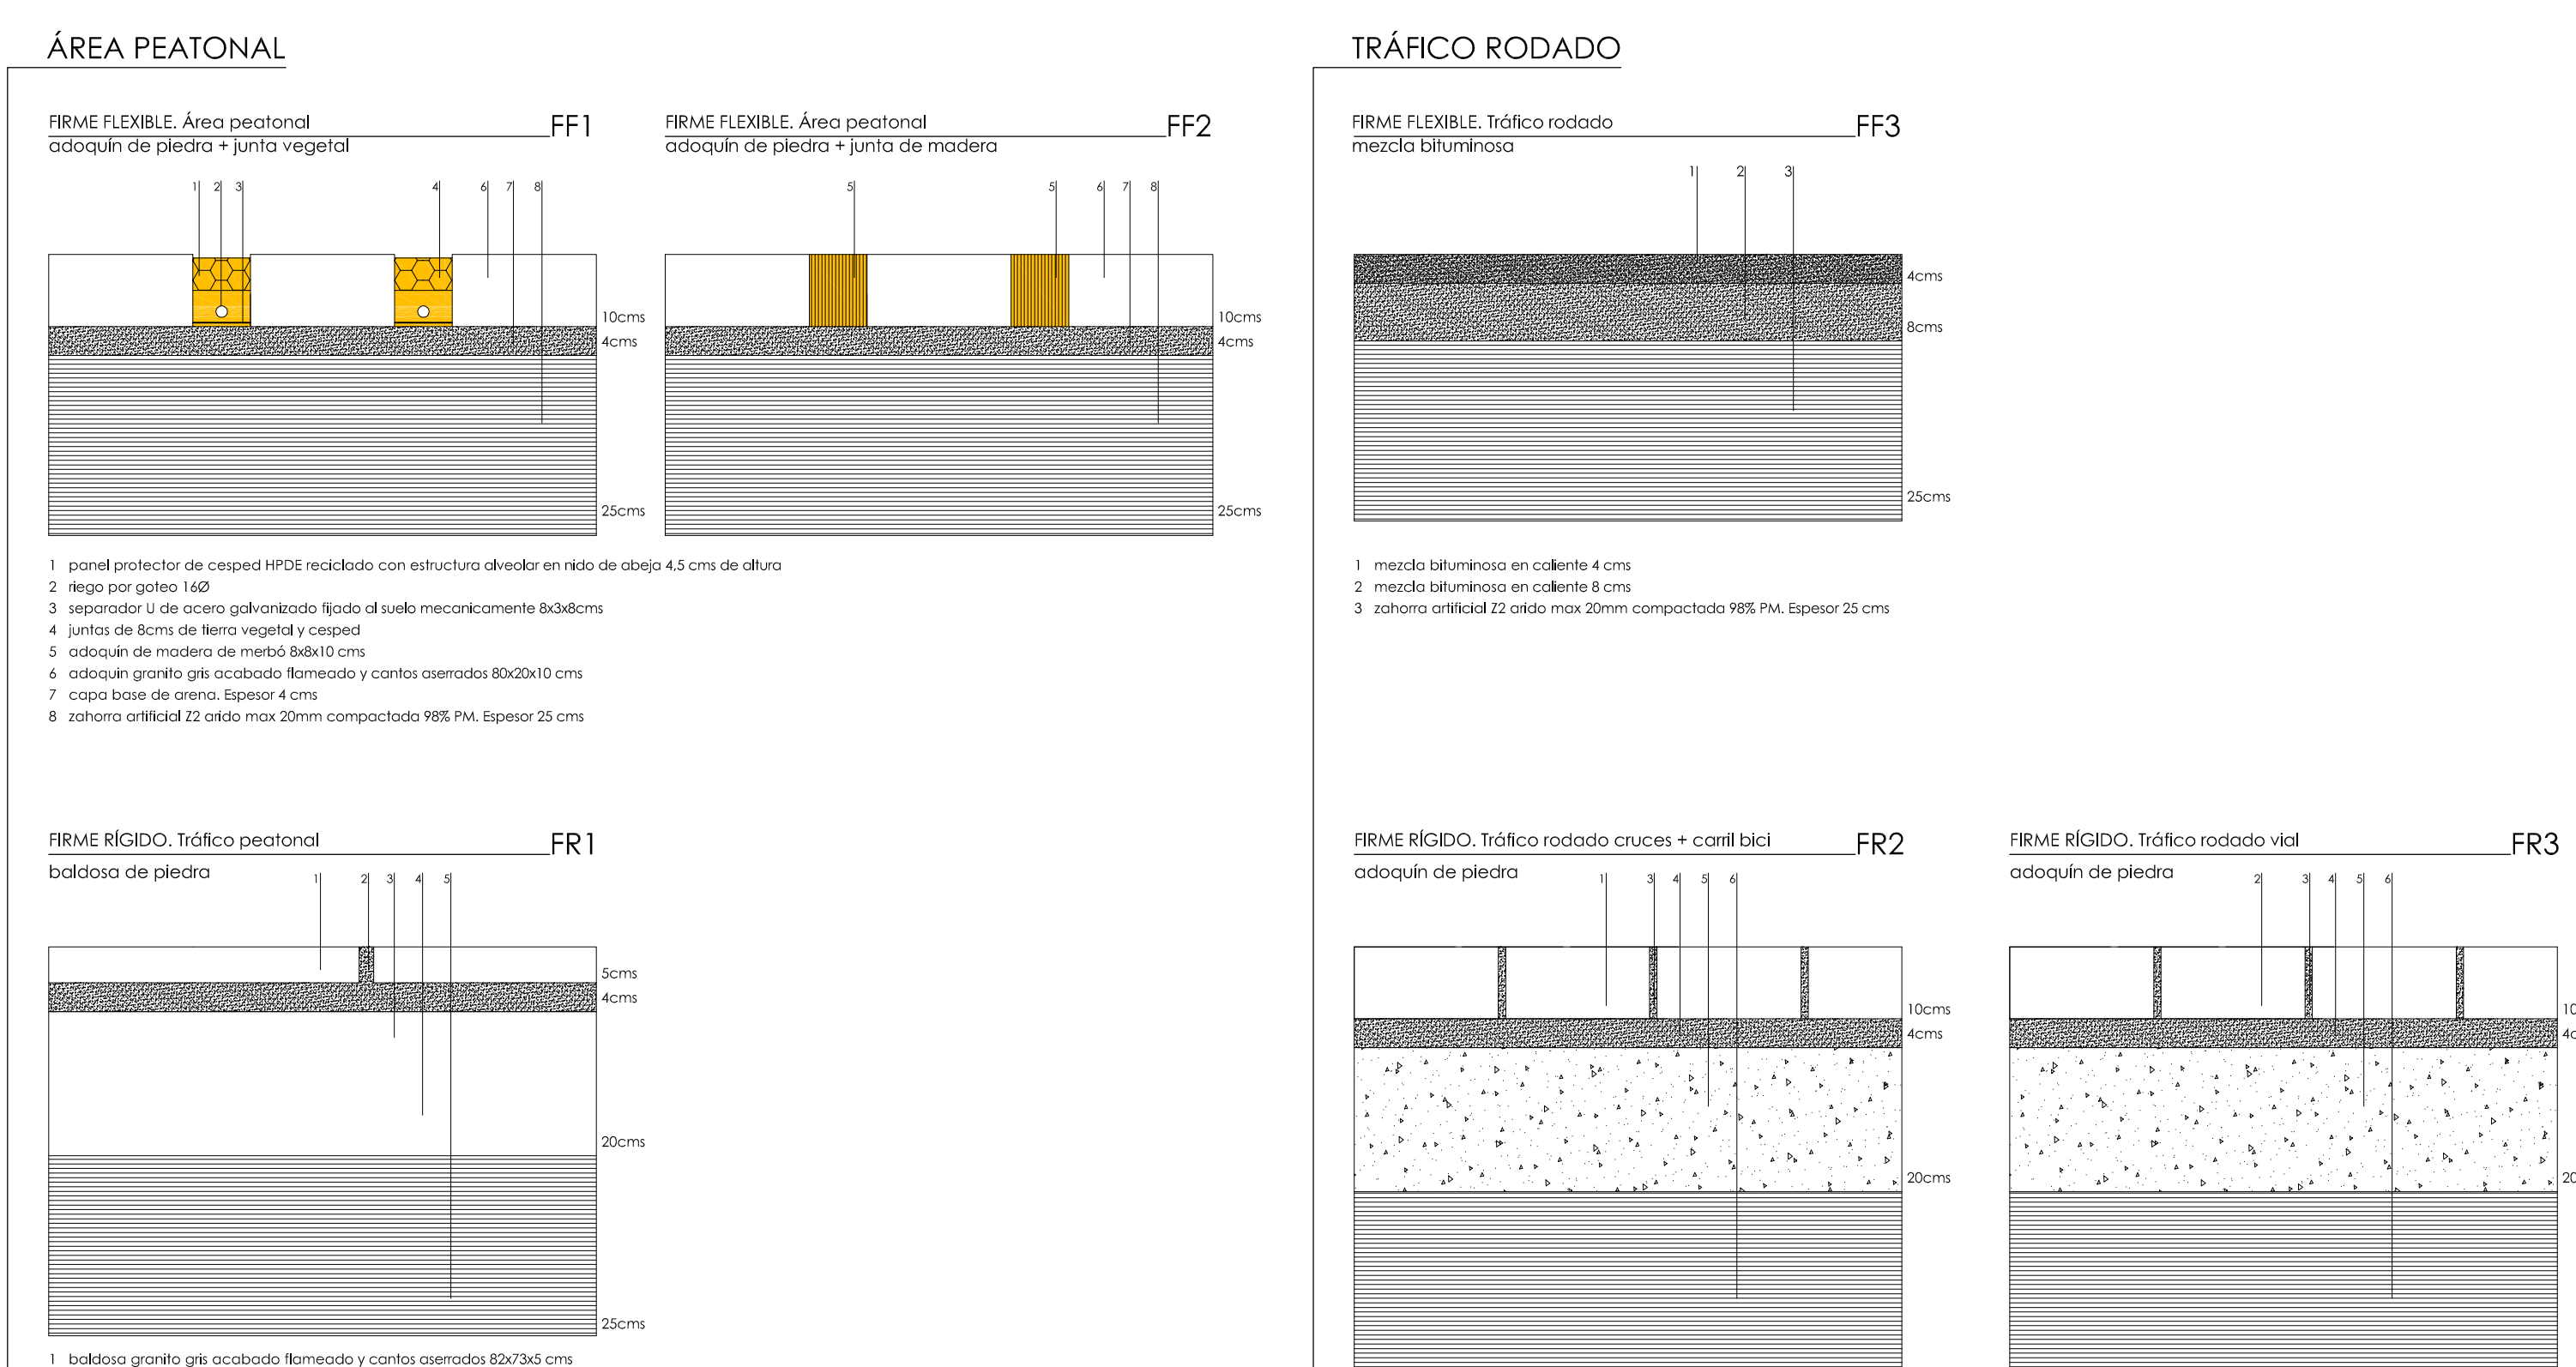 ÁREA PEATONAL
FIRME FLEXIBLE. Área peatonal FF1
adoquín de piedra + junta vegetal
1 2 3 4 6 7 8
10cms
4cms
25cms
FIRME FLEXIBLE. Área peatonal FF2
adoquín de piedra + junta de madera
5 5 6 7 8
10cms
4cms
25cms
1 panel protector de cesped HPDE reciclado con estructura alveolar en nido de abeja 4,5 cms de altura
2 riego por goteo 16Ø
3 separador U de acero galvanizado fijado al suelo mecanicamente 8x3x8cms
4 juntas de 8cms de tierra vegetal y cesped
5 adoquín de madera de merbó 8x8x10 cms
6 adoquin granito gris acabado flameado y cantos aserrados 80x20x10 cms
7 capa base de arena. Espesor 4 cms
8 zahorra artificial Z2 arido max 20mm compactada 98% PM. Espesor 25 cms
FIRME RÍGIDO. Tráfico peatonal FR1
baldosa de piedra
1 2 3 4 5
5cms
4cms
20cms
25cms
1 baldosa granito gris acabado flameado y cantos aserrados 82x73x5 cms
TRÁFICO RODADO
FIRME FLEXIBLE. Tráfico rodado FF3
mezcla bituminosa
1 2 3
4cms
8cms
25cms
1 mezcla bituminosa en caliente 4 cms
2 mezcla bituminosa en caliente 8 cms
3 zahorra artificial Z2 arido max 20mm compactada 98% PM. Espesor 25 cms
FIRME RÍGIDO. Tráfico rodado cruces + carril bici FR2
adoquín de piedra
1 3 4 5 6
10cms
4cms
20cms
FIRME RÍGIDO. Tráfico rodado vial FR3
adoquín de piedra
2 3 4 5 6